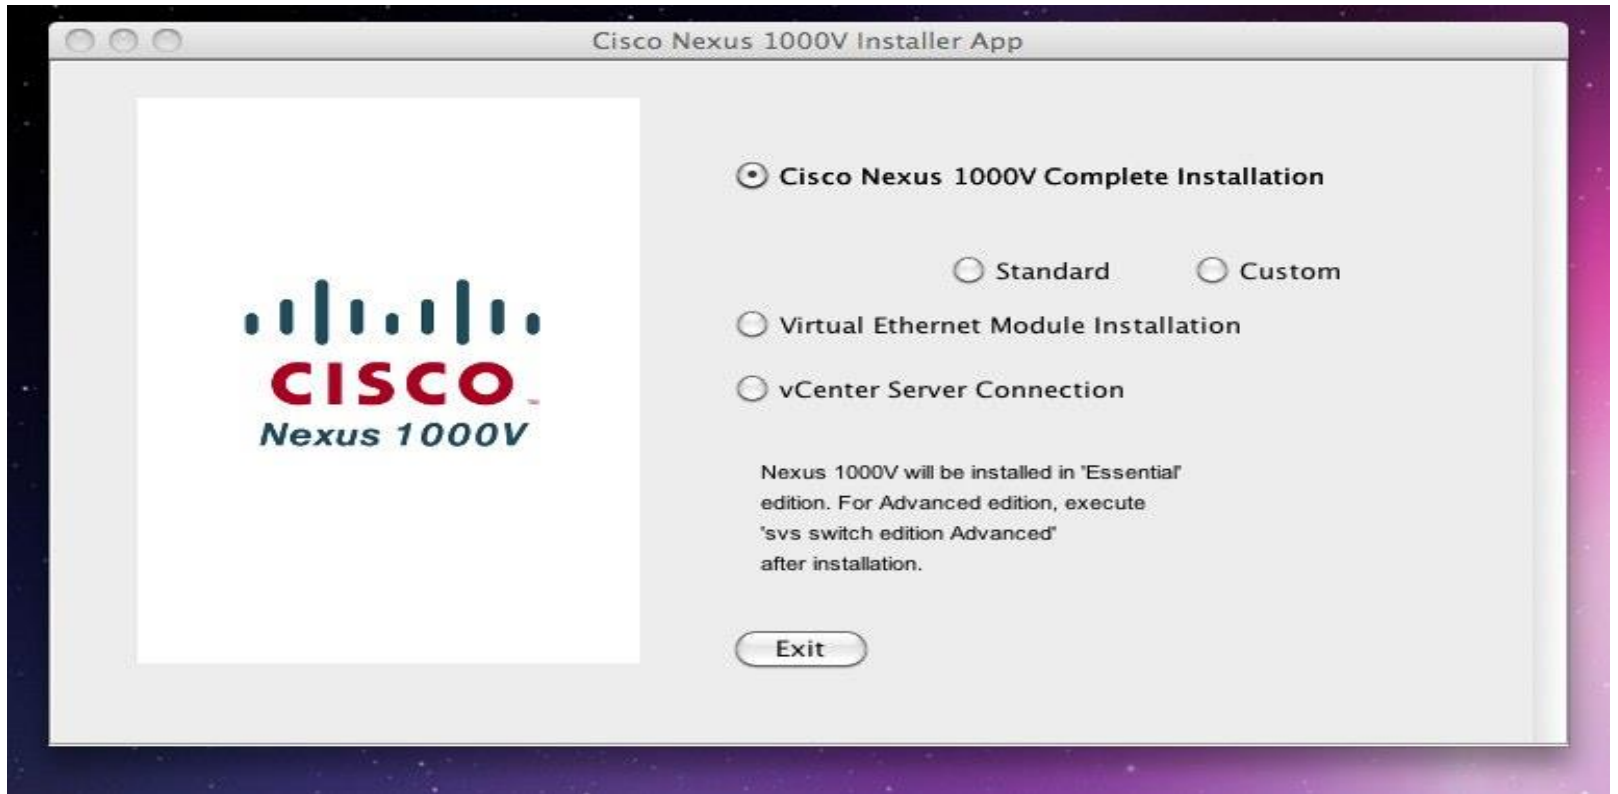 Cisco Nexus 1000V Installer App
CISCO™
Nexus 1000V
Cisco Nexus 1000V Complete Installation
Standard Custom
Virtual Ethernet Module Installation
vCenter Server Connection
Nexus 1000V will be installed in 'Essential'
edition. For Advanced edition, execute
'svs switch edition Advanced'
after installation.
Exit